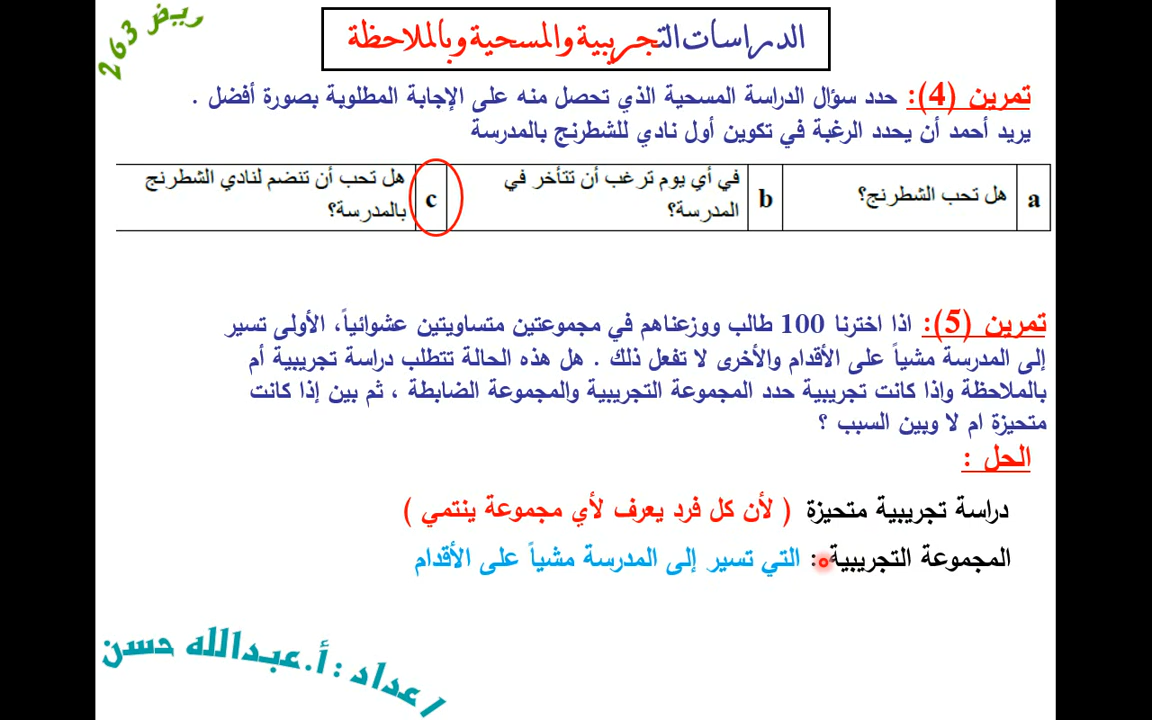 ريض 263
الدراسات التجريبية والمسحية وبالملاحظة
تمرين (4): حدد سؤال الدراسة المسحية الذي تحصل منه على الإجابة المطلوبة بصورة أفضل .
يريد أحمد أن يحدد الرغبة في تكوين أول نادي للشطرنج بالمدرسة
a هل تحب الشطرنج؟
b في أي يوم ترغب أن تتأخر في
المدرسة؟
c هل تحب أن تنضم لنادي الشطرنج
بالمدرسة؟
تمرين (5): اذا اخترنا 100 طالب ووزعناهم في مجموعتين متساويتين عشوائياً، الأولى تسير
إلى المدرسة مشياً على الأقدام والأخرى لا تفعل ذلك . هل هذه الحالة تتطلب دراسة تجريبية أم
بالملاحظة واذا كانت تجريبية حدد المجموعة التجريبية والمجموعة الضابطة ، ثم بين إذا كانت
متحيزة ام لا وبين السبب ؟
الحل :
دراسة تجريبية متحيزة ( لأن كل فرد يعرف لأي مجموعة ينتمي )
المجموعة التجريبية : التي تسير إلى المدرسة مشياً على الأقدام
اعداد : أ.عبدالله حسن